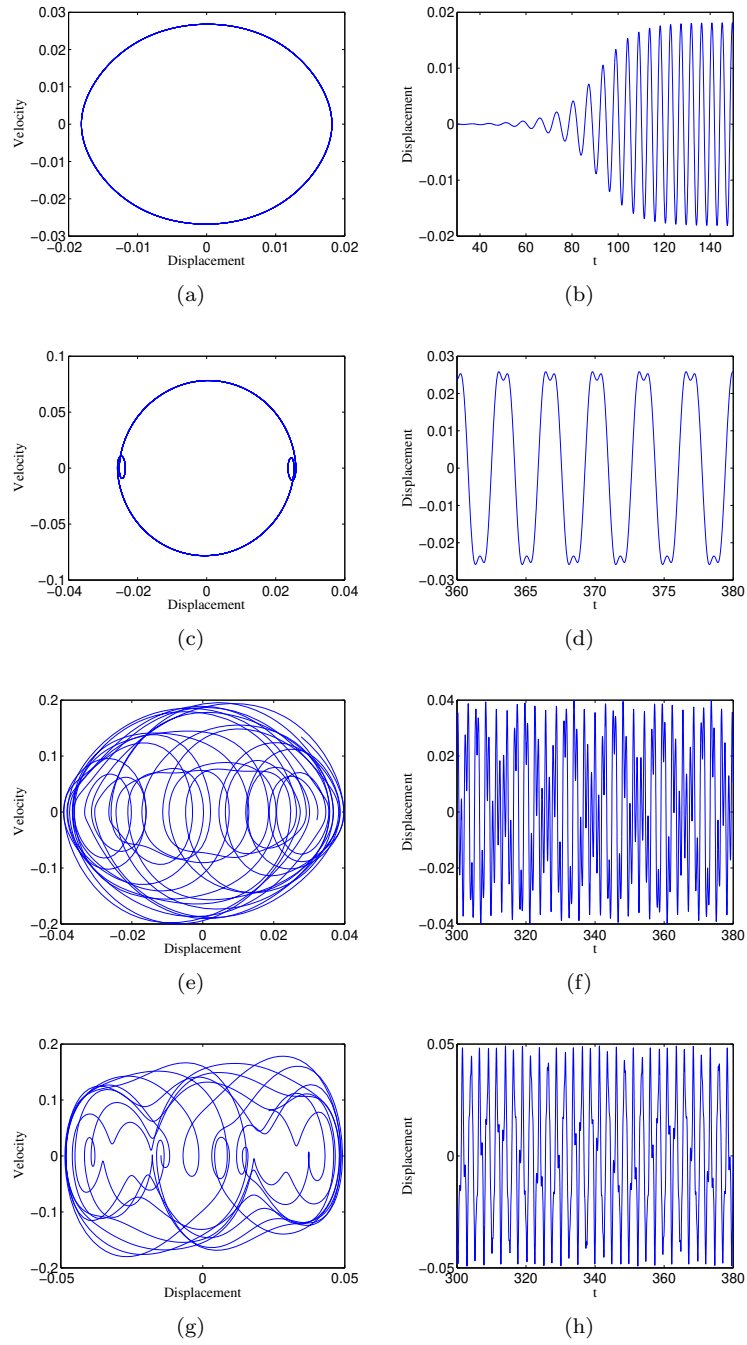 0.03
0.02
0.01
0
−0.01
−0.02
−0.03
Velocity
−0.02 −0.01 0 0.01 0.02
Displacement
(a)
0.02
0.01
0
−0.01
−0.02
Displacement
40 60 80 100 120 140
t
(b)
0.1
0.05
0
−0.05
−0.1
Velocity
−0.04 −0.02 0 0.02 0.04
Displacement
(c)
0.03
0.02
0.01
0
−0.01
−0.02
−0.03
Displacement
360 365 370 375 380
t
(d)
0.2
0.1
0
−0.1
−0.2
Velocity
−0.04 −0.02 0 0.02 0.04
Displacement
(e)
0.04
0.02
0
−0.02
−0.04
Displacement
300 320 340 360 380
t
(f)
0.2
0.1
0
−0.1
−0.2
Velocity
−0.05 0 0.05
Displacement
(g)
0.05
0
−0.05
Displacement
300 320 340 360 380
t
(h)